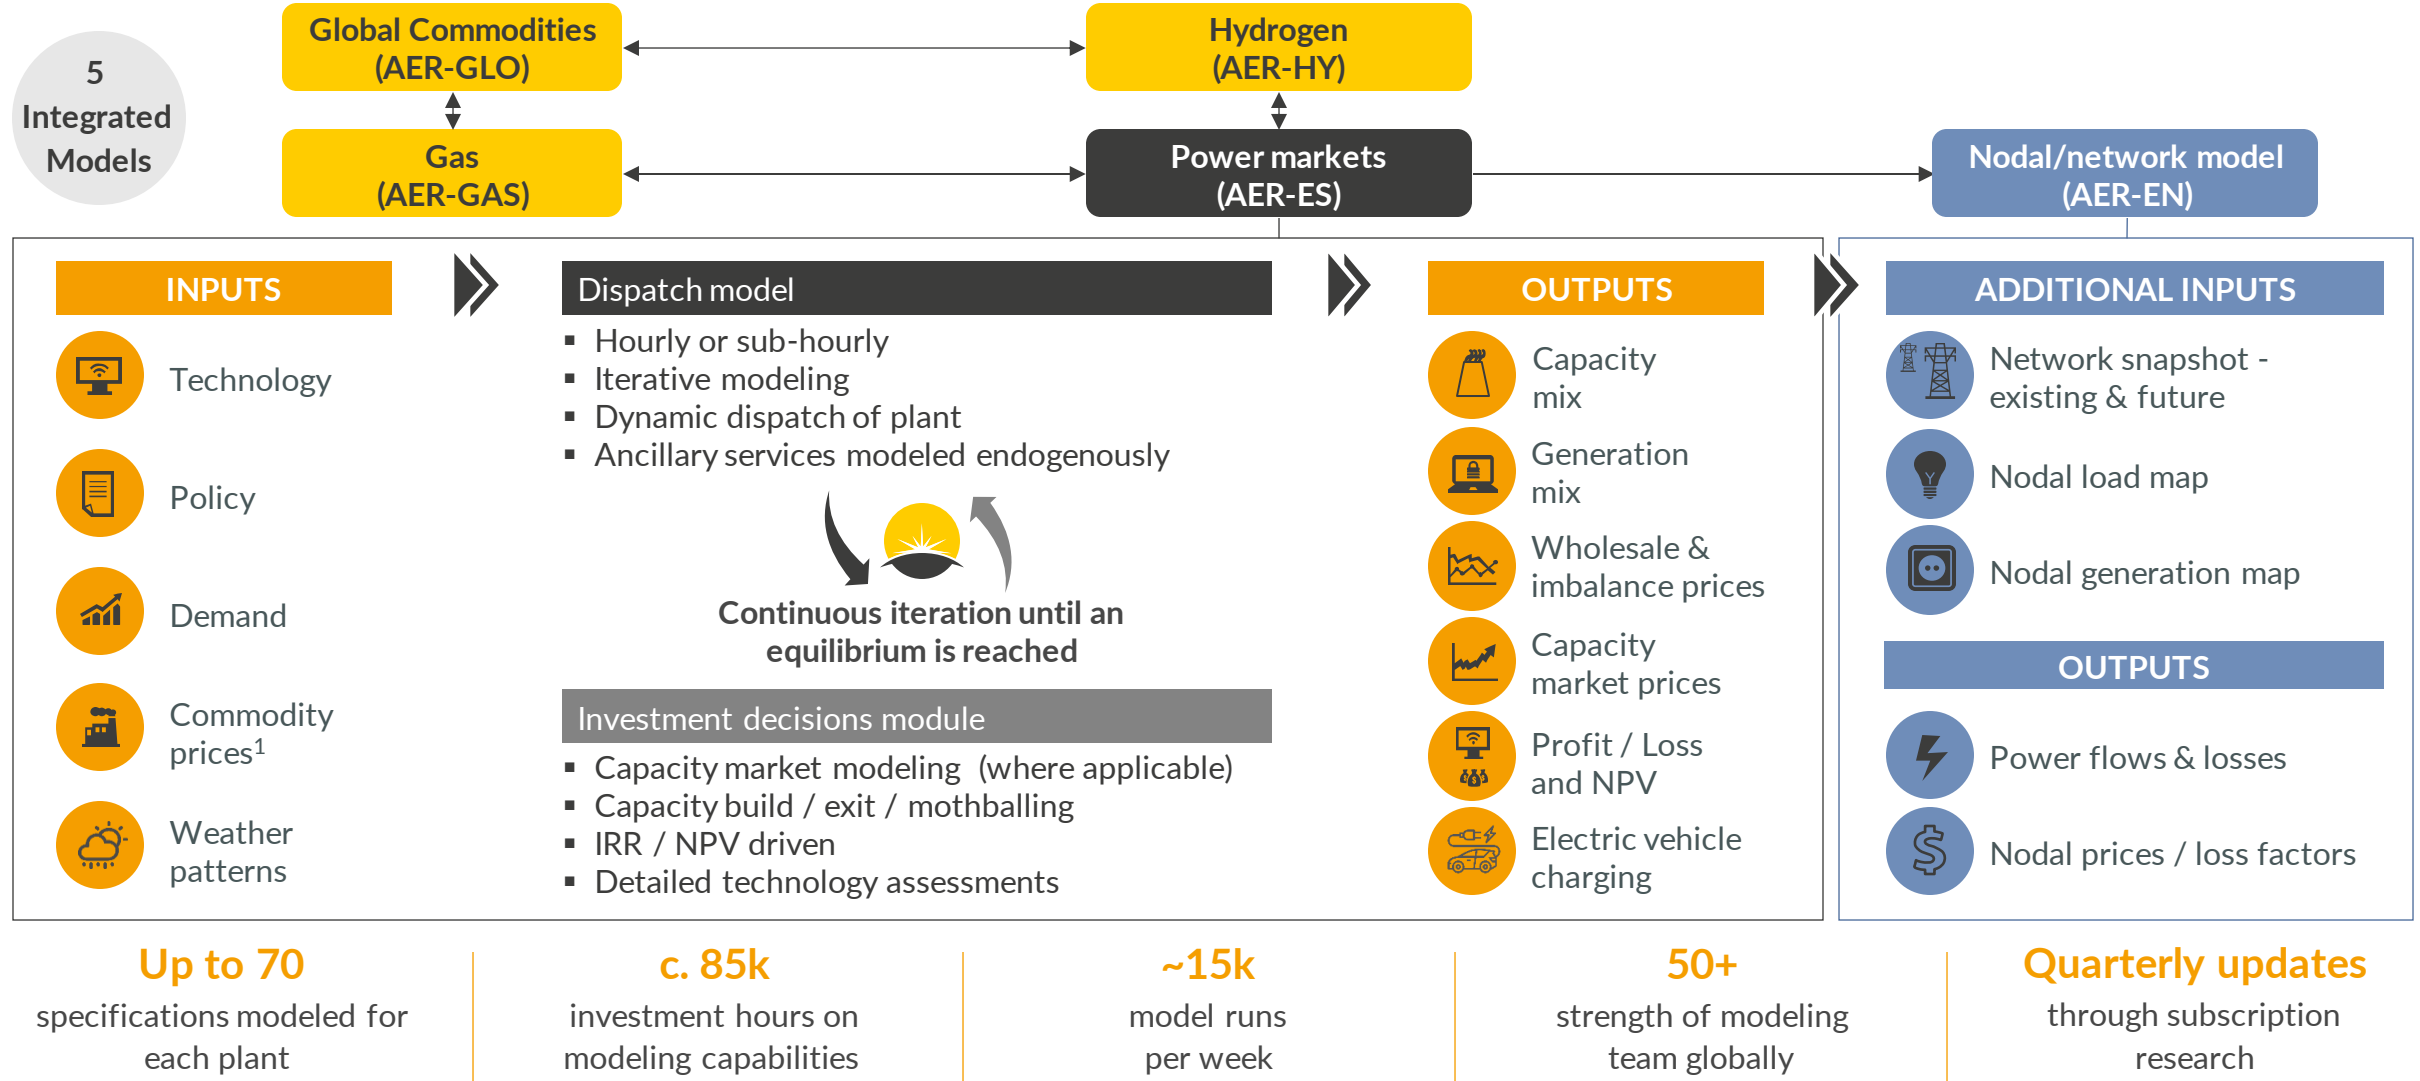 5
Integrated
Models
Global Commodities
(AER-GLO)
Hydrogen
(AER-HY)
Gas
(AER-GAS)
Power markets
(AER-ES)
Nodal/network model
(AER-EN)
INPUTS
Technology
Policy
Demand
Commodity
prices¹
Weather
patterns
Dispatch model
▪ Hourly or sub-hourly
▪ Iterative modeling
▪ Dynamic dispatch of plant
▪ Ancillary services modeled endogenously
Continuous iteration until an
equilibrium is reached
Investment decisions module
▪ Capacity market modeling (where applicable)
▪ Capacity build / exit / mothballing
▪ IRR / NPV driven
▪ Detailed technology assessments
OUTPUTS
Capacity
mix
Generation
mix
Wholesale &
imbalance prices
Capacity
market prices
Profit / Loss
and NPV
Electric vehicle
charging
ADDITIONAL INPUTS
Network snapshot -
existing & future
Nodal load map
Nodal generation map
OUTPUTS
Power flows & losses
Nodal prices / loss factors
Up to 70
specifications modeled for
each plant
c. 85k
investment hours on
modeling capabilities
~15k
model runs
per week
50+
strength of modeling
team globally
Quarterly updates
through subscription
research